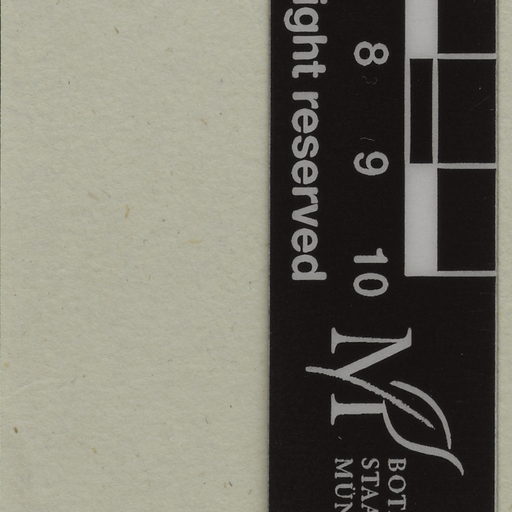 ight reserved
8
9
10
M
BOT
STAA
MÜN